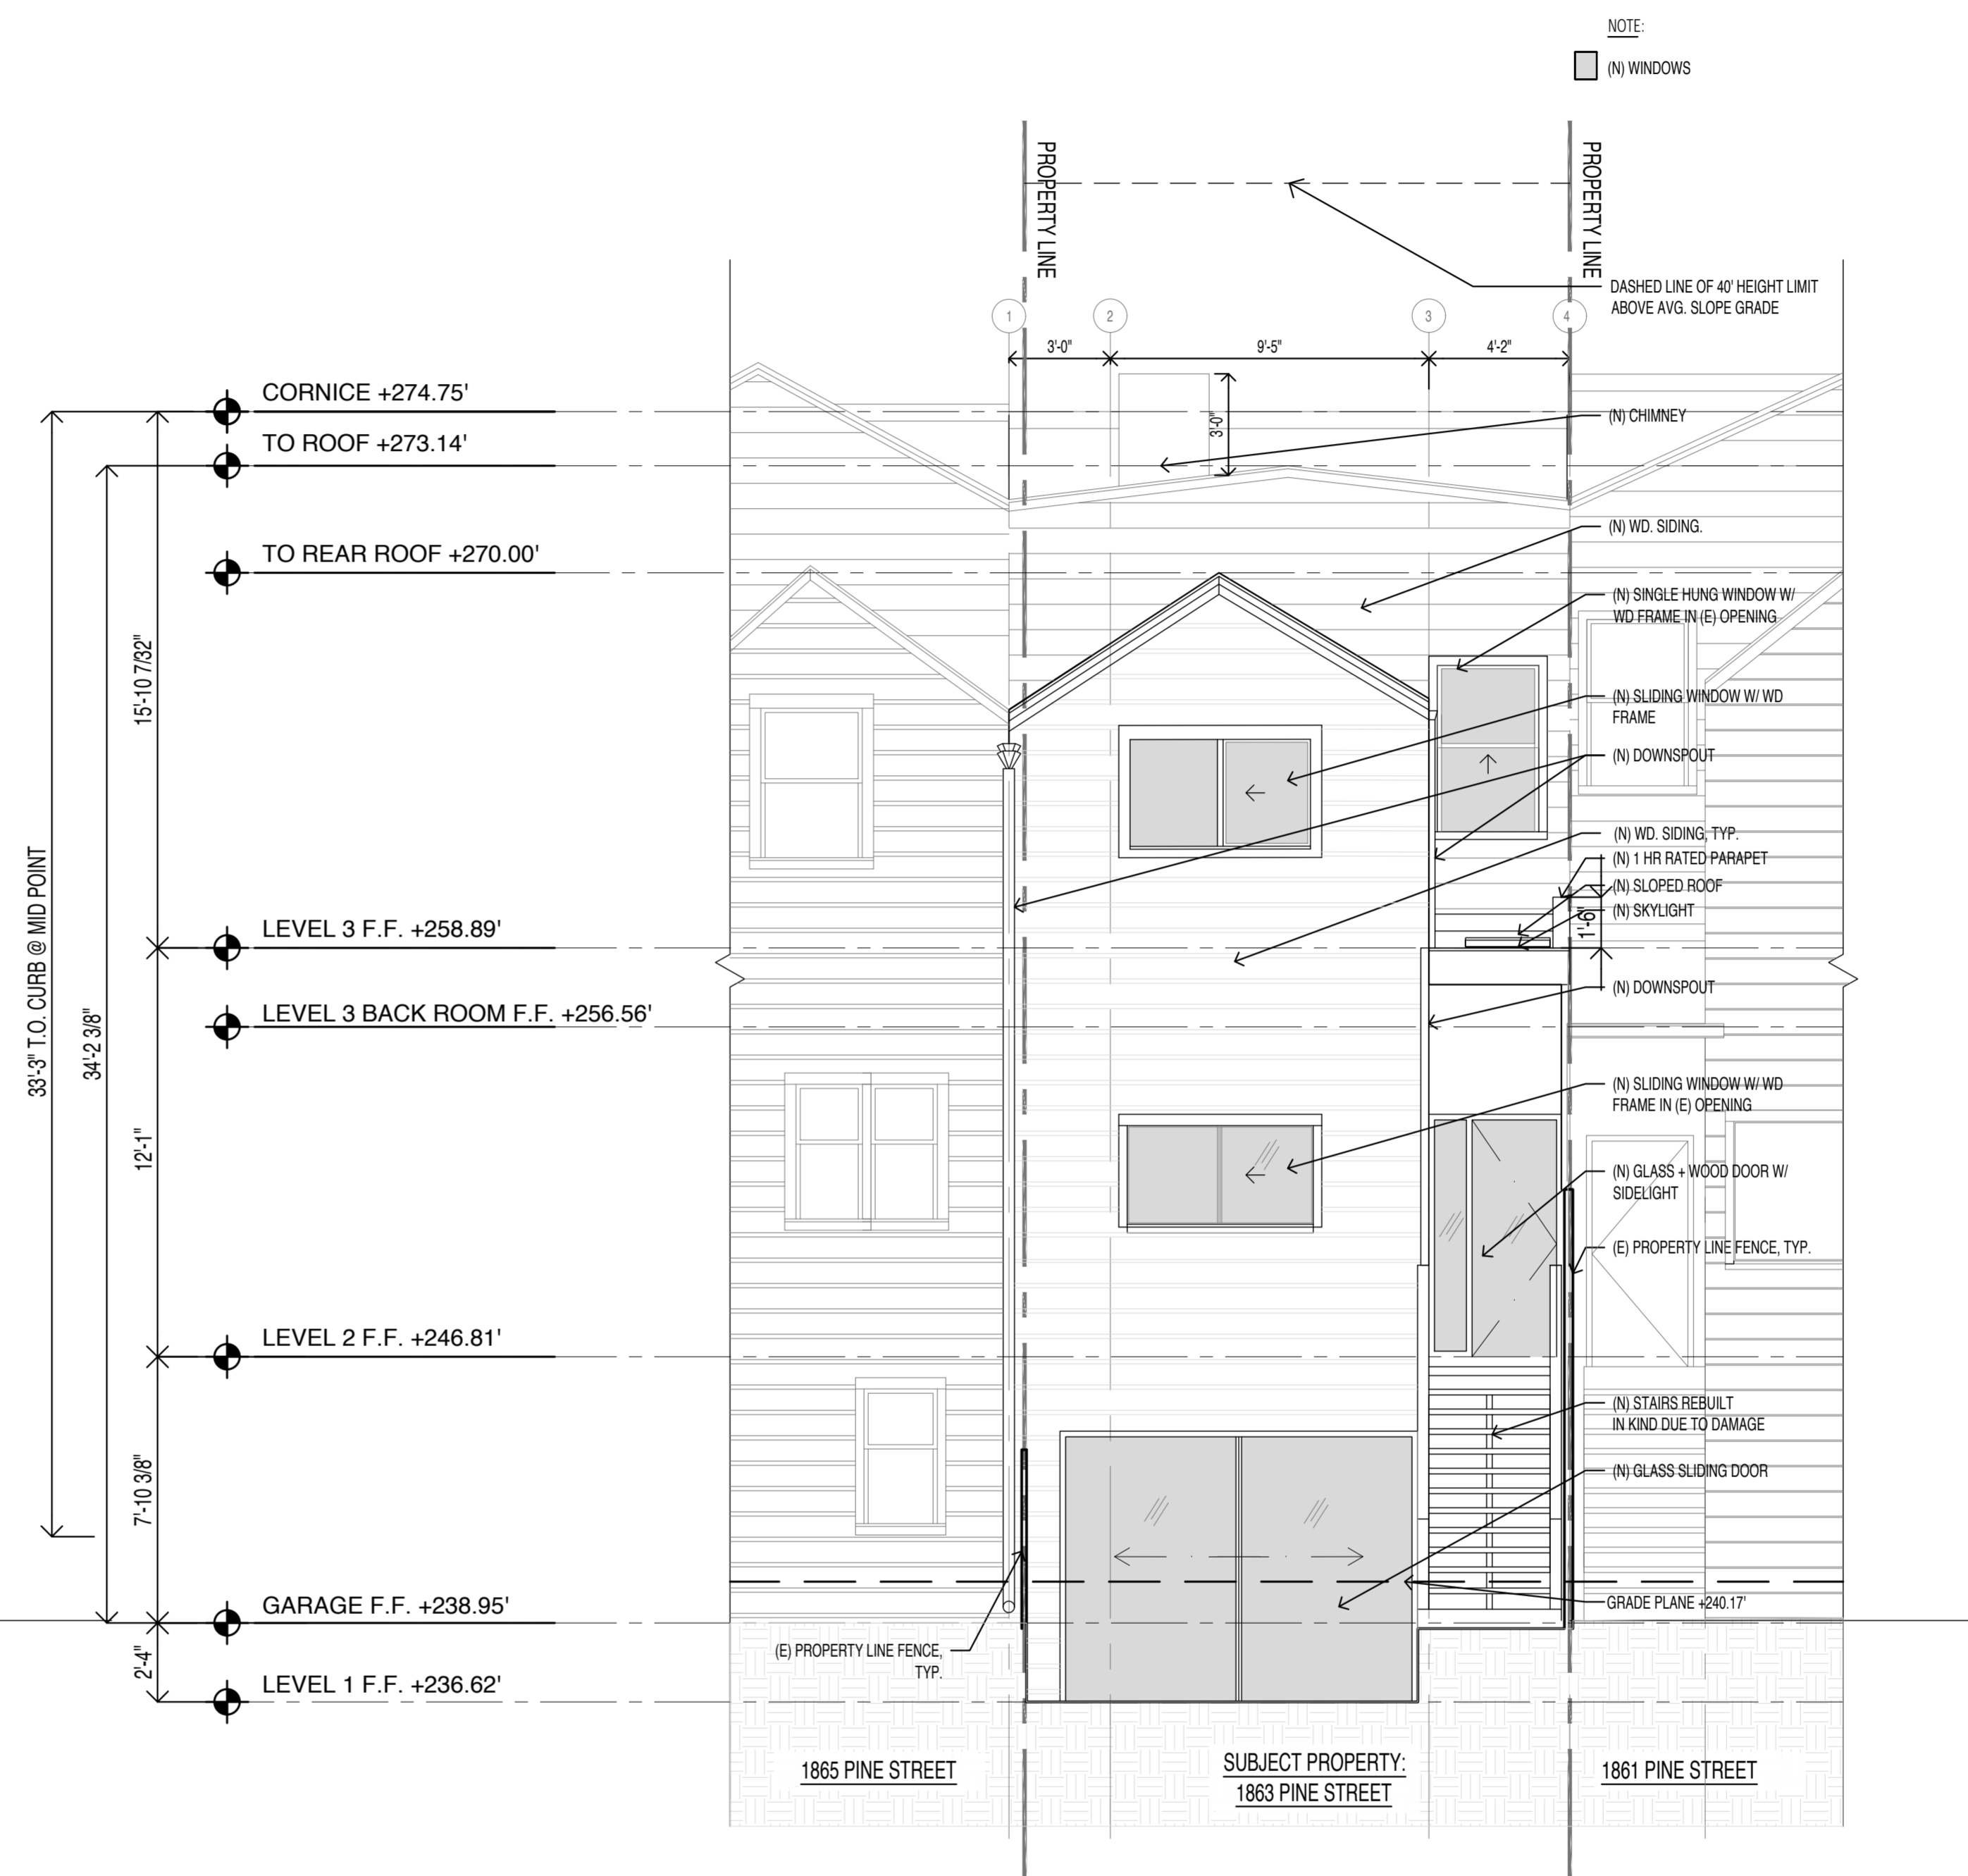 NOTE:
(N) WINDOWS
PROPERTY LINE
PROPERTY LINE
DASHED LINE OF 40' HEIGHT LIMIT
ABOVE AVG. SLOPE GRADE
1
2
3
4
3'-0"
9'-5"
4'-2"
CORNICE +274.75'
(N) CHIMNEY
3'-0"
TO ROOF +273.14'
(N) WD. SIDING.
TO REAR ROOF +270.00'
(N) SINGLE HUNG WINDOW W/
WD FRAME IN (E) OPENING
15'-10 7/32"
(N) SLIDING WINDOW W/ WD
FRAME
(N) DOWNSPOUT
(N) WD. SIDING, TYP.
(N) 1 HR RATED PARAPET
(N) SLOPED ROOF
(N) SKYLIGHT
1'-6"
LEVEL 3 F.F. +258.89'
33'-3" T.O. CURB @ MID POINT
34'-2 3/8"
(N) DOWNSPOUT
LEVEL 3 BACK ROOM F.F. +256.56'
(N) SLIDING WINDOW W/ WD
FRAME IN (E) OPENING
12'-1"
(N) GLASS + WOOD DOOR W/
SIDELIGHT
(E) PROPERTY LINE FENCE, TYP.
LEVEL 2 F.F. +246.81'
(N) STAIRS REBUILT
IN KIND DUE TO DAMAGE
(N) GLASS SLIDING DOOR
7'-10 3/8"
GARAGE F.F. +238.95'
GRADE PLANE +240.17'
2'-4"
(E) PROPERTY LINE FENCE,
TYP.
LEVEL 1 F.F. +236.62'
1865 PINE STREET
SUBJECT PROPERTY:
1863 PINE STREET
1861 PINE STREET